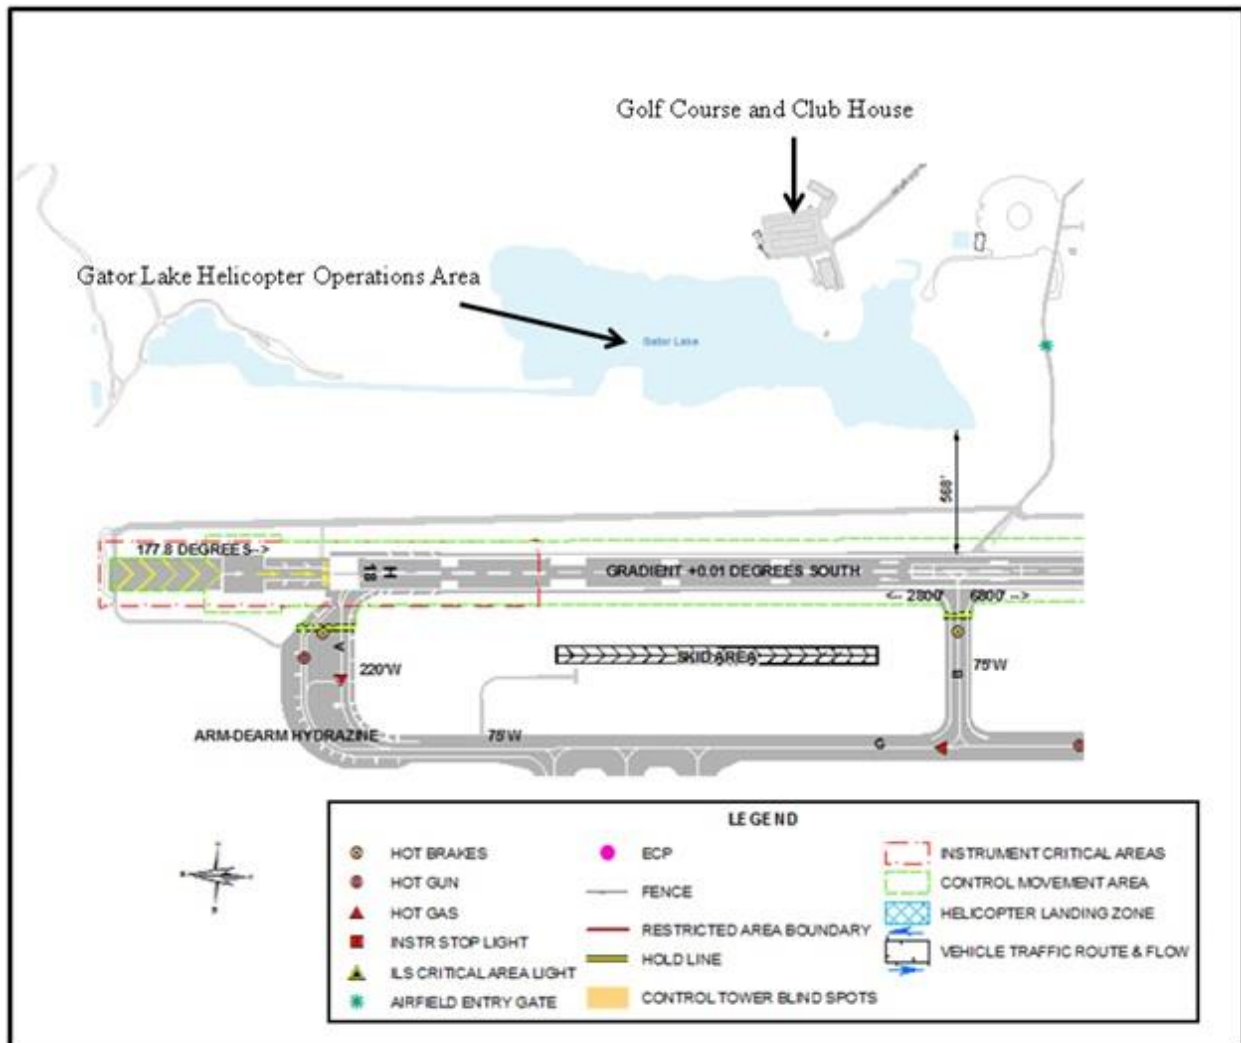 Golf Course and Club House
Gator Lake Helicopter Operations Area
Gator Lake
568'
177.8 DEGREES-->
18
H
GRADIENT +0.01 DEGREES SOUTH
<-- 2800' 6800' -->
A
220'W
SKID AREA
B
75'W
ARM-DEARM HYDRAZINE
75'W
G
LEGEND
HOT BRAKES
HOT GUN
HOT GAS
INSTR STOP LIGHT
ILS CRITICAL AREA LIGHT
AIRFIELD ENTRY GATE
ECP
FENCE
RESTRICTED AREA BOUNDARY
HOLD LINE
CONTROL TOWER BLIND SPOTS
INSTRUMENT CRITICAL AREAS
CONTROL MOVEMENT AREA
HELICOPTER LANDING ZONE
VEHICLE TRAFFIC ROUTE & FLOW